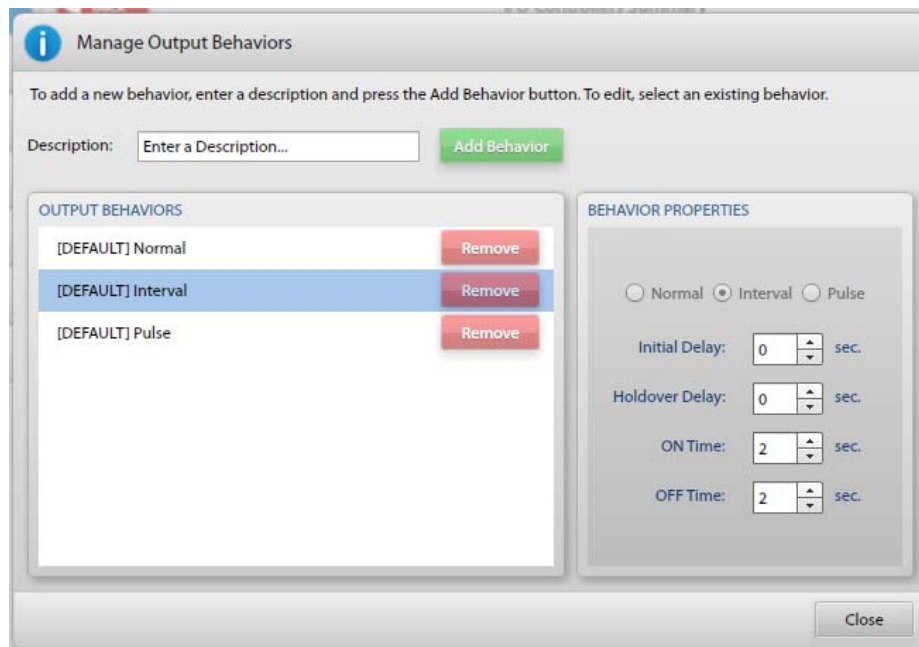 Manage Output Behaviors
To add a new behavior, enter a description and press the Add Behavior button. To edit, select an existing behavior.
Description: Enter a Description... Add Behavior
OUTPUT BEHAVIORS
[DEFAULT] Normal Remove
[DEFAULT] Interval Remove
[DEFAULT] Pulse Remove
BEHAVIOR PROPERTIES
Normal Interval Pulse
Initial Delay: 0 sec.
Holdover Delay: 0 sec.
ON Time: 2 sec.
OFF Time: 2 sec.
Close